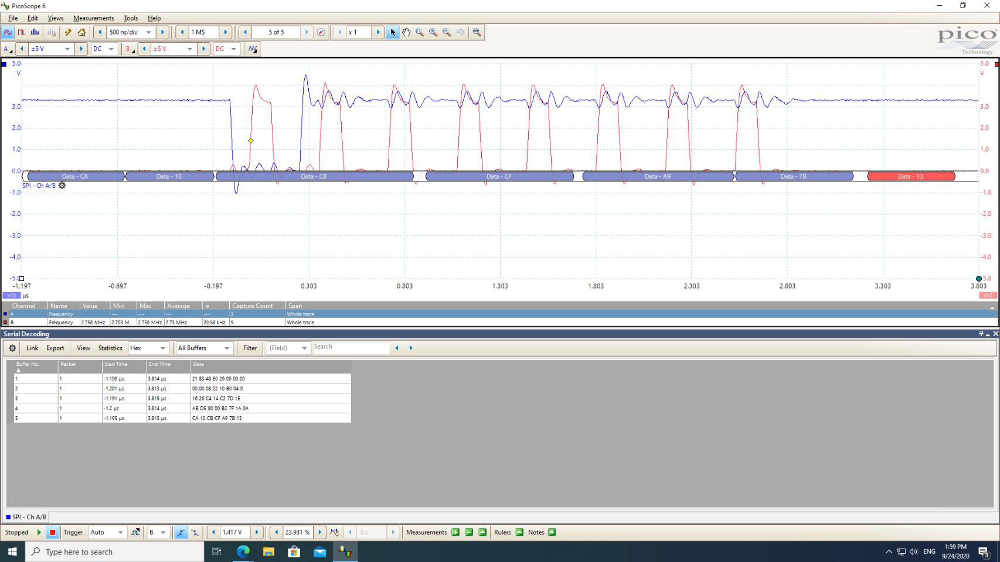 PicoScope 6
File Edit Views Measurements Tools Help
500 ns/div 1 MS 5 of 5 x 1
pico
Technology
A ±5 V DC B ±5 V DC
5.0 5.0
V V
3.0 3.0
2.0 2.0
1.0 1.0
0.0 0.0
Data - CA Data - 10 Data - CB Data - CF Data - A9 Data - 7B Data - 13
SPI - Ch A/B
-1.0 -1.0
-2.0 -2.0
-3.0 -3.0
-4.0 -4.0
-5.0 5.0
-1.197 -0.697 -0.197 0.303 0.803 1.303 1.803 2.303 2.803 3.303 3.803
x1.0 µs x1.0
Channel Name Value Min Max Average σ Capture Count Span
A Frequency --- --- --- --- 3 Whole trace
B Frequency 2.756 MHz 2.703 M... 2.756 MHz 2.73 MHz 20.58 kHz 5 Whole trace
Serial Decoding
Link Export View Statistics Hex All Buffers Filter [Field] Search
Buffer No. Packet Start Time End Time Data
1 1 -1.196 µs 3.814 µs 21 83 48 E0 26 00 00 00
2 1 -1.201 µs 3.813 µs 00 00 08 22 10 B0 04 0
3 1 -1.191 µs 3.815 µs 16 26 C4 14 C2 7D 1E
4 1 -1.2 µs 3.814 µs AB DE 80 00 B2 7F 1A 0A
5 1 -1.195 µs 3.815 µs CA 10 CB CF A9 7B 13
SPI - Ch A/B
Stopped Trigger Auto B 1.417 V 23.931 % 0 s Measurements Rulers Notes
Type here to search
ENG
1:59 PM
9/24/2020
3